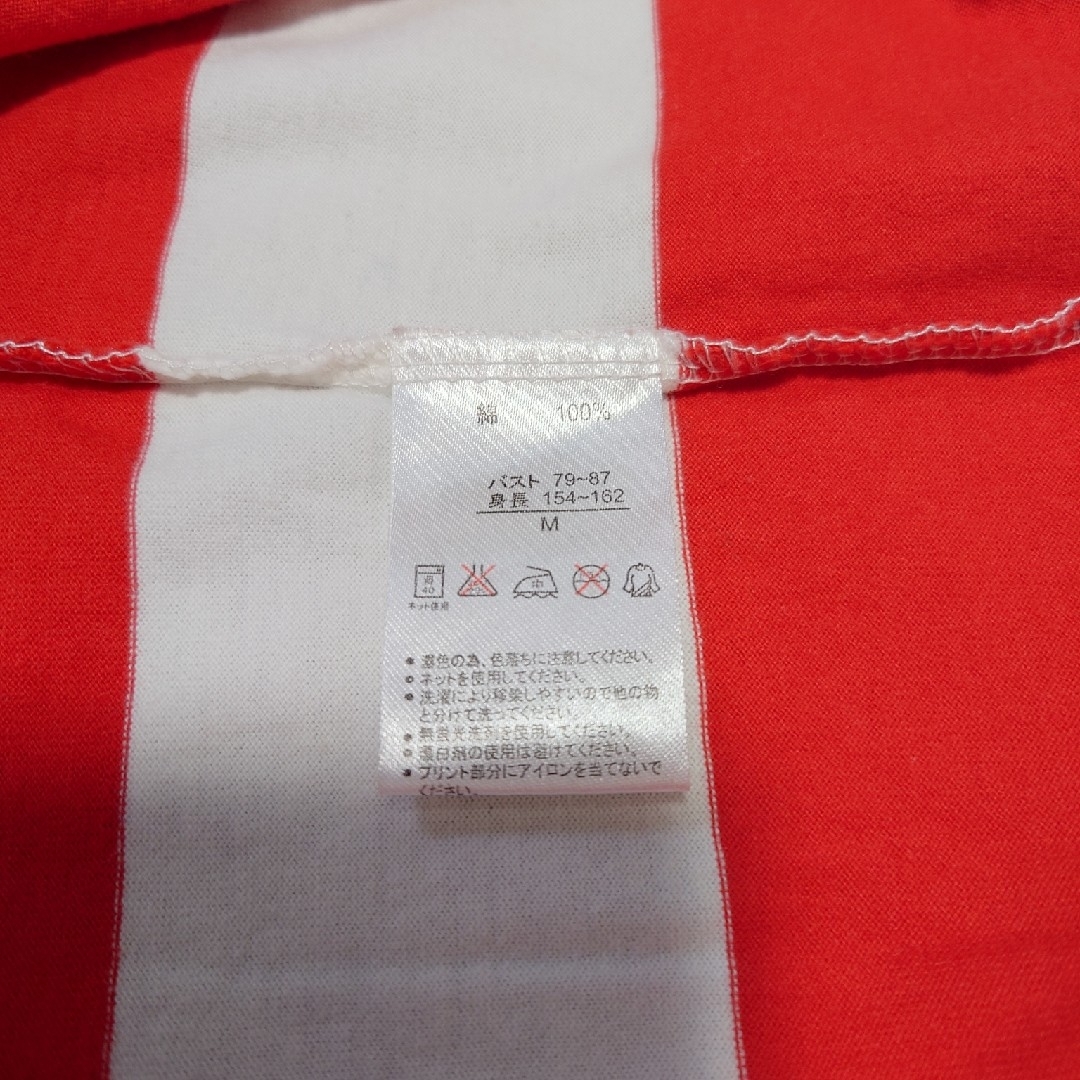 綿 100%
バスト 79~87
身長 154~162
M
40
中
ネット使用
● 濃色の為、色落ちに注意してください。
● ネットを使用してください。
● 洗濯により移染しやすいので他の物
と分けて洗ってください。
● 無蛍光洗剤を使用してください。
● 漂白剤の使用は避けてください。
● プリント部分にアイロンを当てないで
ください。